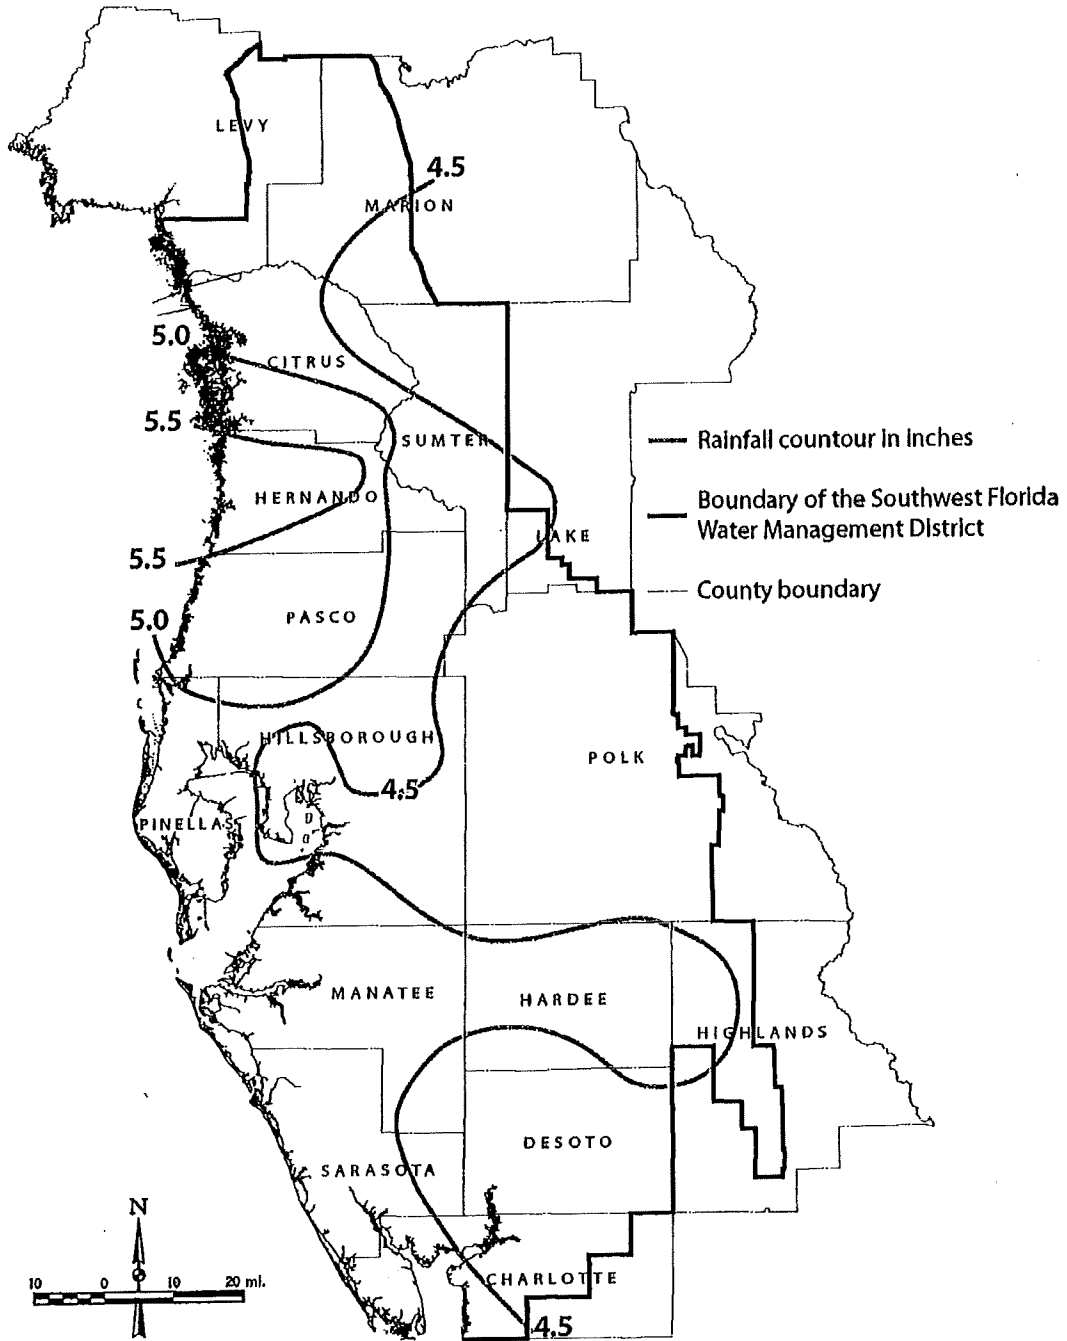 LEVY
4.5
MARION
5.0
CITRUS
5.5
SUMTER
Rainfall countour in inches
HERNANDO
Boundary of the Southwest Florida
Water Management District
LAKE
5.5
County boundary
5.0
PASCO
HILLSBOROUGH
POLK
4.5
PINELLAS
MANATEE
HARDEE
HIGHLANDS
DESOTO
SARASOTA
N
CHARLOTTE
10 0 10 20 mi.
4.5